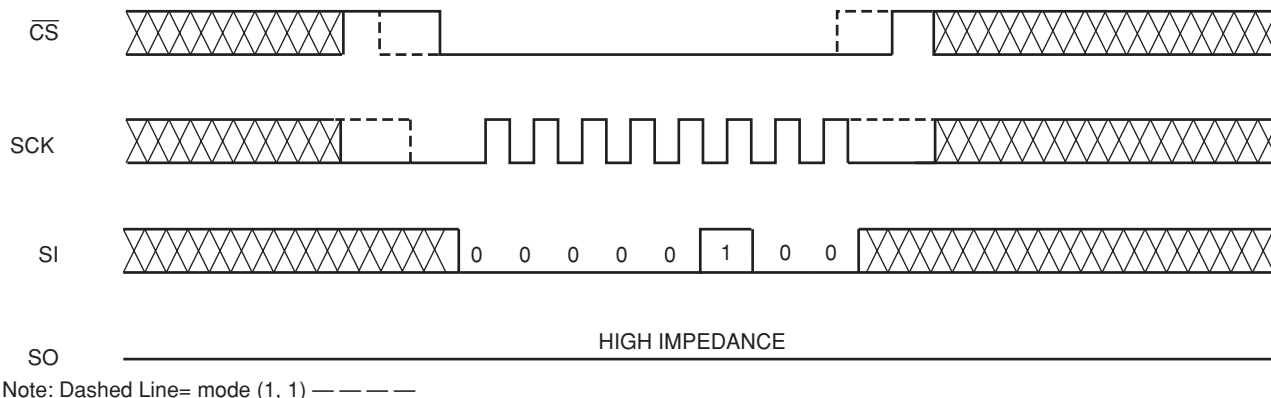 CS
SCK
SI 0 0 0 0 0 1 0 0
HIGH IMPEDANCE
SO
Note: Dashed Line= mode (1, 1) — — — —